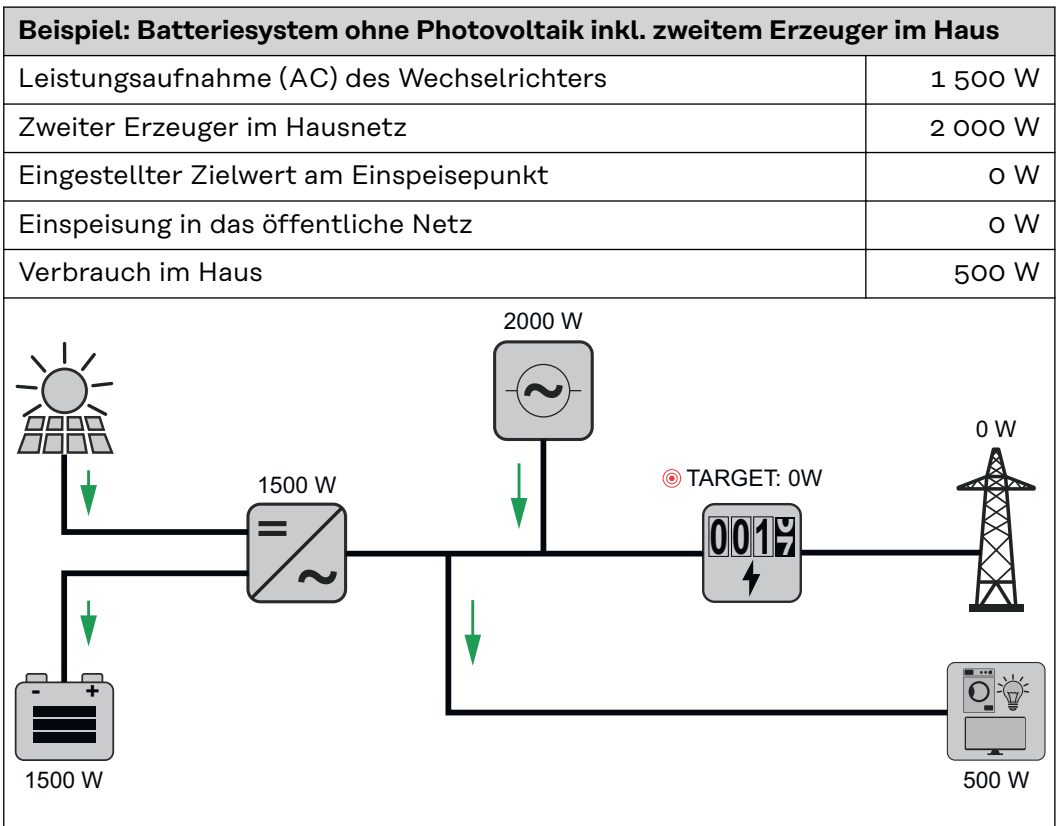 Beispiel: Batteriesystem ohne Photovoltaik inkl. zweitem Erzeuger im Haus
Leistungsaufnahme (AC) des Wechselrichters 1 500 W
Zweiter Erzeuger im Hausnetz 2 000 W
Eingestellter Zielwert am Einspeisepunkt 0 W
Einspeisung in das öffentliche Netz 0 W
Verbrauch im Haus 500 W
2000 W
0 W
1500 W
TARGET: 0W
001
- +
1500 W
500 W